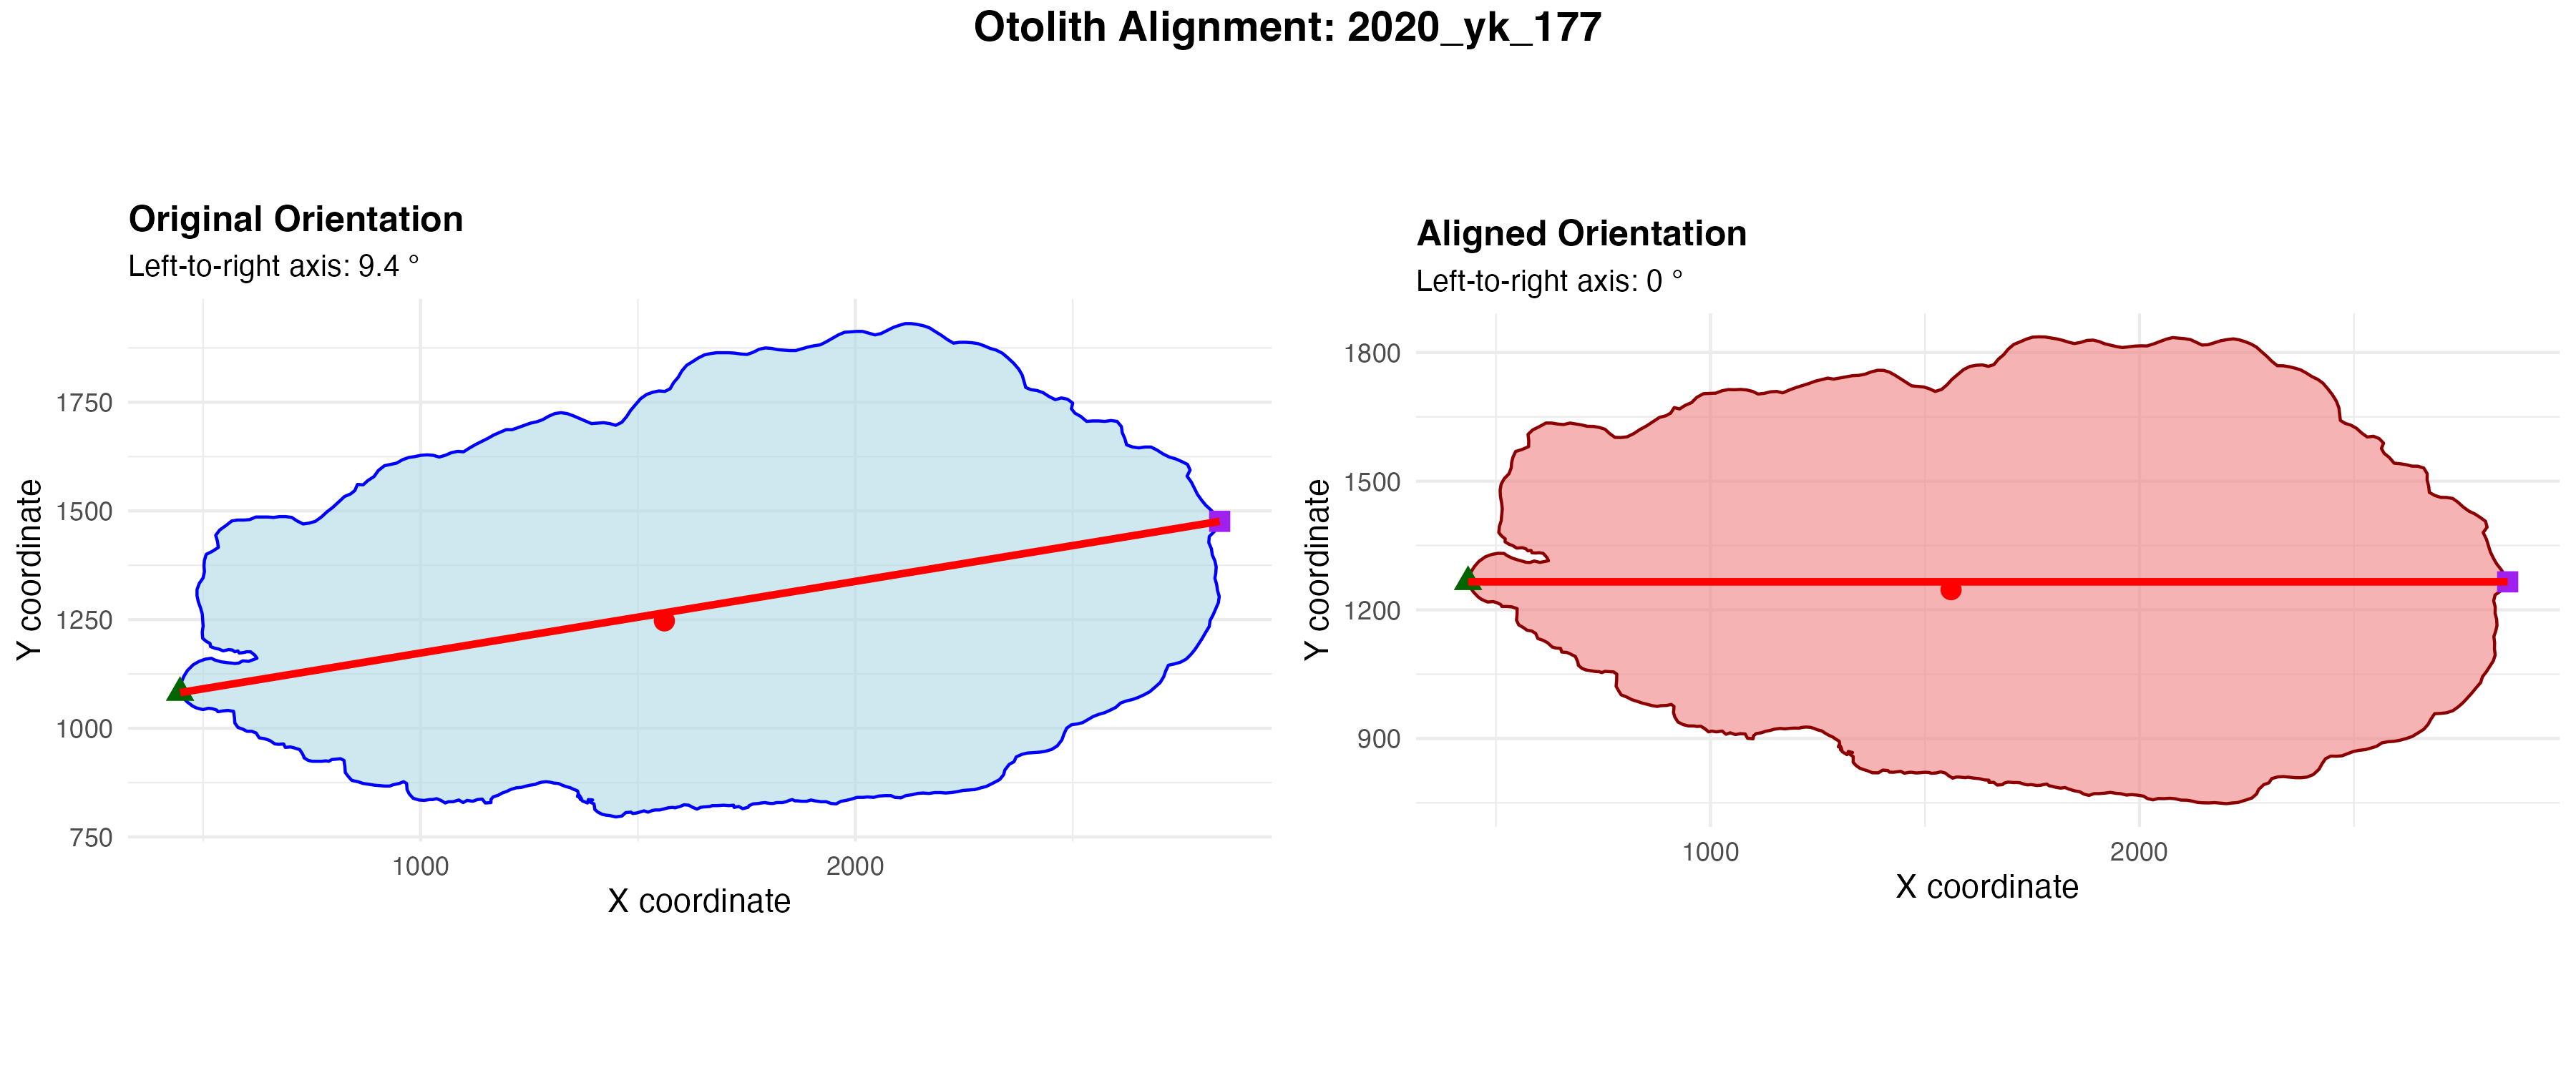 Otolith Alignment: 2020_yk_177
Original Orientation
Left-to-right axis: 9.4 °
Y coordinate
1750
1500
1250
1000
750
1000
2000
X coordinate
Aligned Orientation
Left-to-right axis: 0 °
Y coordinate
1800
1500
1200
900
1000
2000
X coordinate